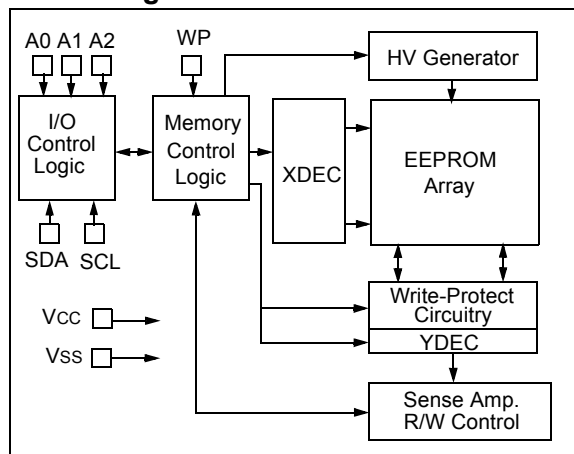 A0 A1 A2
WP
HV Generator
I/O
Control
Logic
Memory
Control
Logic
XDEC
EEPROM
Array
SDA
SCL
Write-Protect
Circuitry
YDEC
VCC
VSS
Sense Amp.
R/W Control